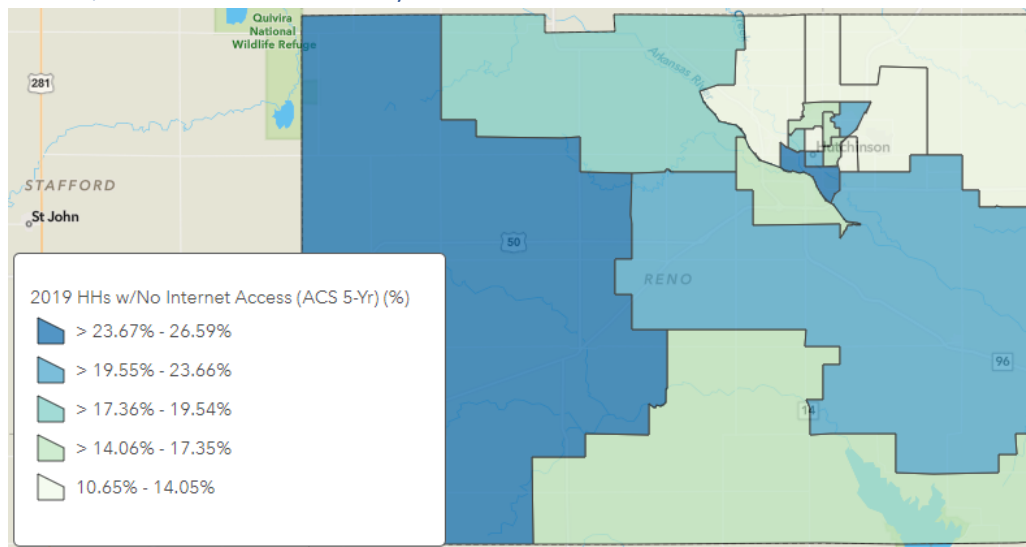 Quivira
National
Wildlife Refuge
281
Arkansas River
Hutchinson
STAFFORD
St John
50
RENO
96
14
2019 HHs w/No Internet Access (ACS 5-Yr) (%)
> 23.67% - 26.59%
> 19.55% - 23.66%
> 17.36% - 19.54%
> 14.06% - 17.35%
10.65% - 14.05%